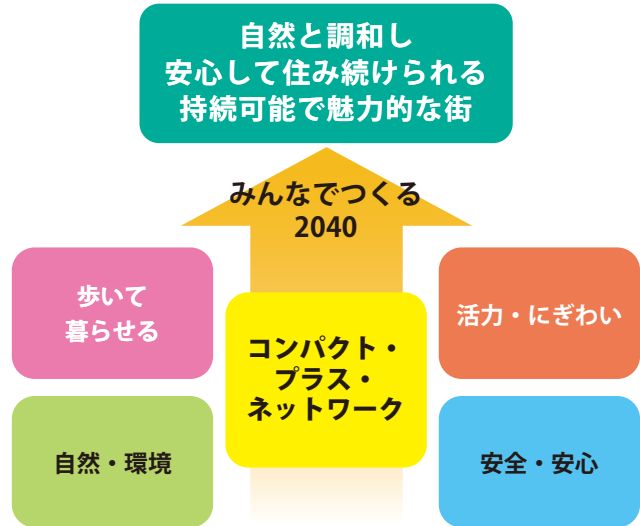 自然と調和し
安心して住み続けられる
持続可能で魅力的な街
みんなでつくる
2040
歩いて
暮らせる
活力・にぎわい
コンパクト・
プラス・
ネットワーク
自然・環境
安全・安心